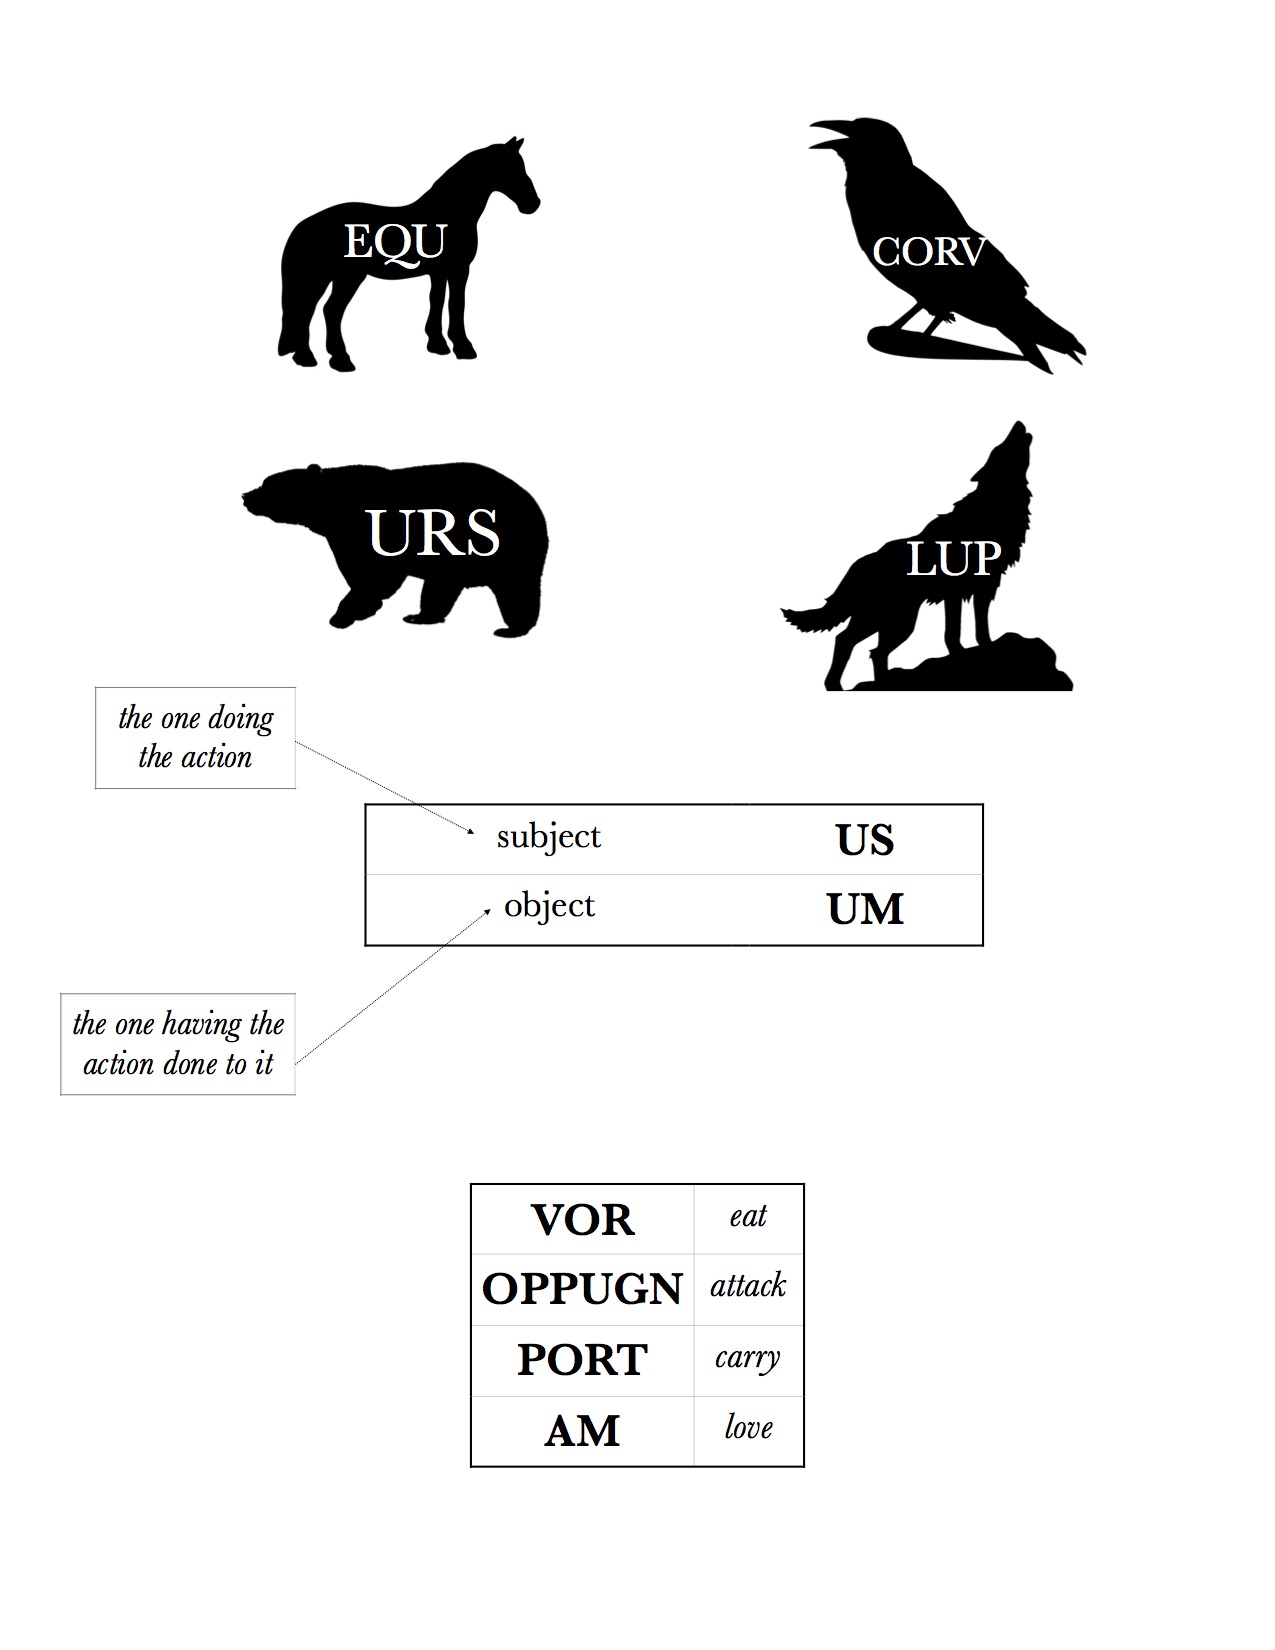 EQU
CORV
URS
LUP
the one doing
the action
subject US
object UM
the one having the
action done to it
VOR eat
OPPUGN attack
PORT carry
AM love